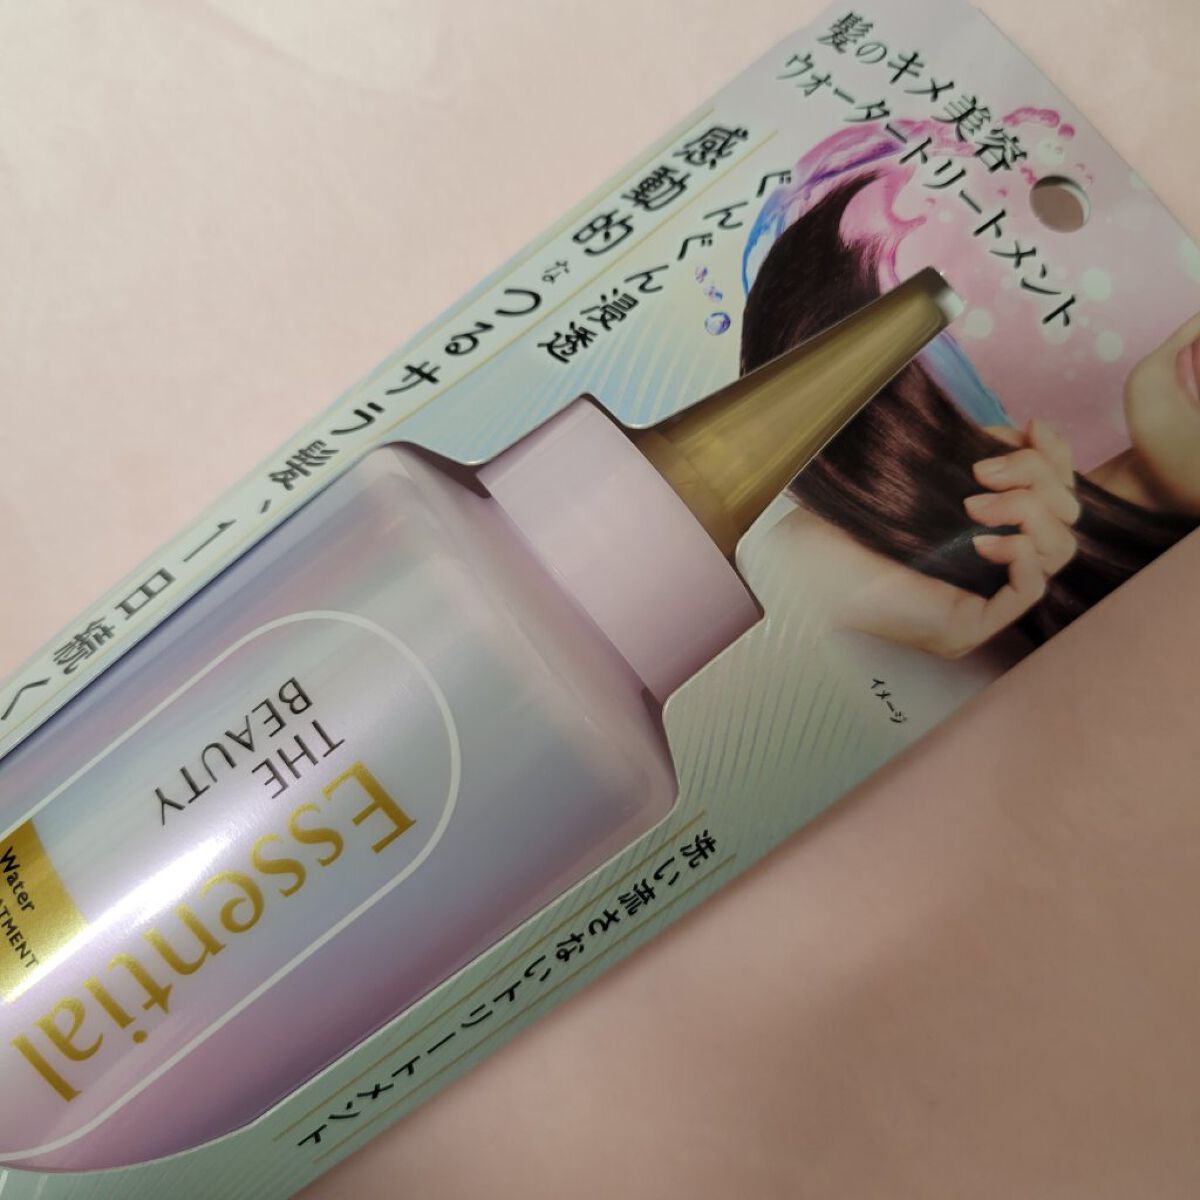 髪のキメ美容
ウォータートリートメント
ぐんぐん浸透
感動的なつるサラ髪、1日続く
イメージ
洗い流さないトリートメント
Essential
THE
BEAUTY
Water